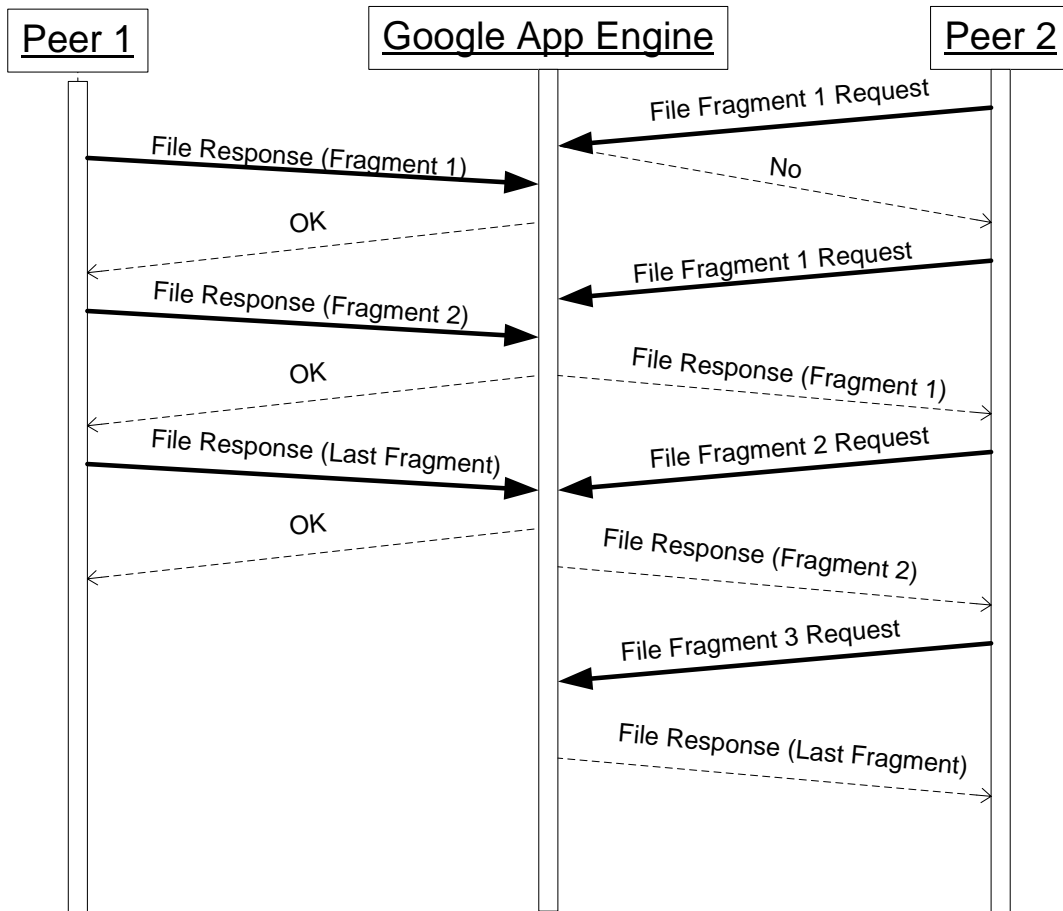 Peer 1
Google App Engine
Peer 2
File Fragment 1 Request
File Response (Fragment 1)
No
OK
File Fragment 1 Request
File Response (Fragment 2)
OK
File Response (Fragment 1)
File Response (Last Fragment)
File Fragment 2 Request
OK
File Response (Fragment 2)
File Fragment 3 Request
File Response (Last Fragment)